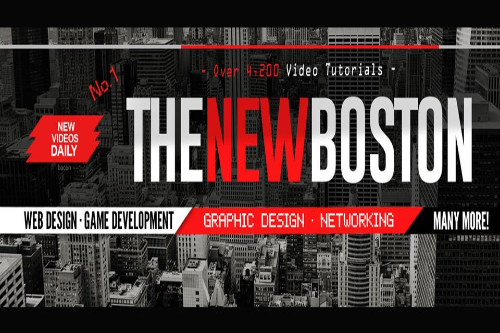 No.1
- Over 4,200 Video Tutorials -
THENEWBOSTON
NEW
VIDEOS
DAILY
WEB DESIGN · GAME DEVELOPMENT
GRAPHIC DESIGN · NETWORKING
MANY MORE!